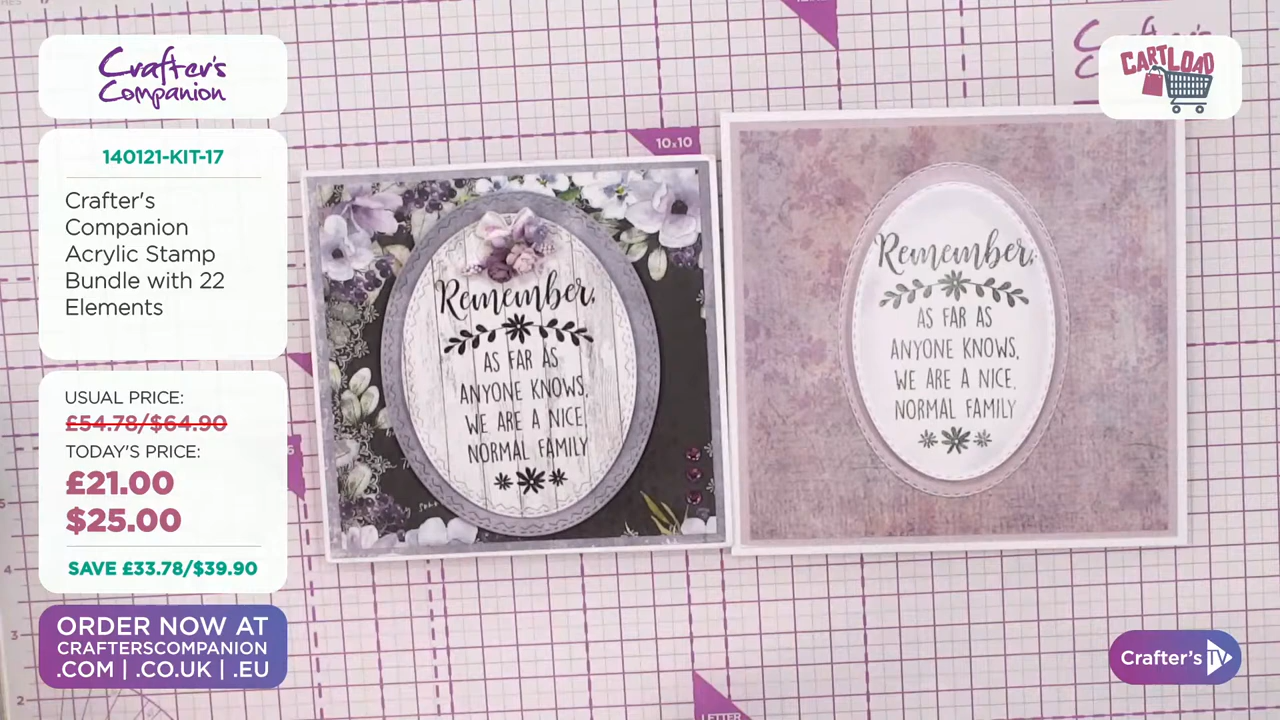 Crafter's
Companion
140121-KIT-17
Crafter's
Companion
Acrylic Stamp
Bundle with 22
Elements
USUAL PRICE:
£54.78/$64.90
TODAY'S PRICE:
£21.00
$25.00
SAVE £33.78/$39.90
ORDER NOW AT
CRAFTERSCOMPANION
.COM | .CO.UK | .EU
10x10
Remember,
AS FAR AS
ANYONE KNOWS,
WE ARE A NICE,
NORMAL FAMILY
Remember,
AS FAR AS
ANYONE KNOWS,
WE ARE A NICE,
NORMAL FAMILY
CARTLOAD
Crafter's TV
LETTER
4
3
2